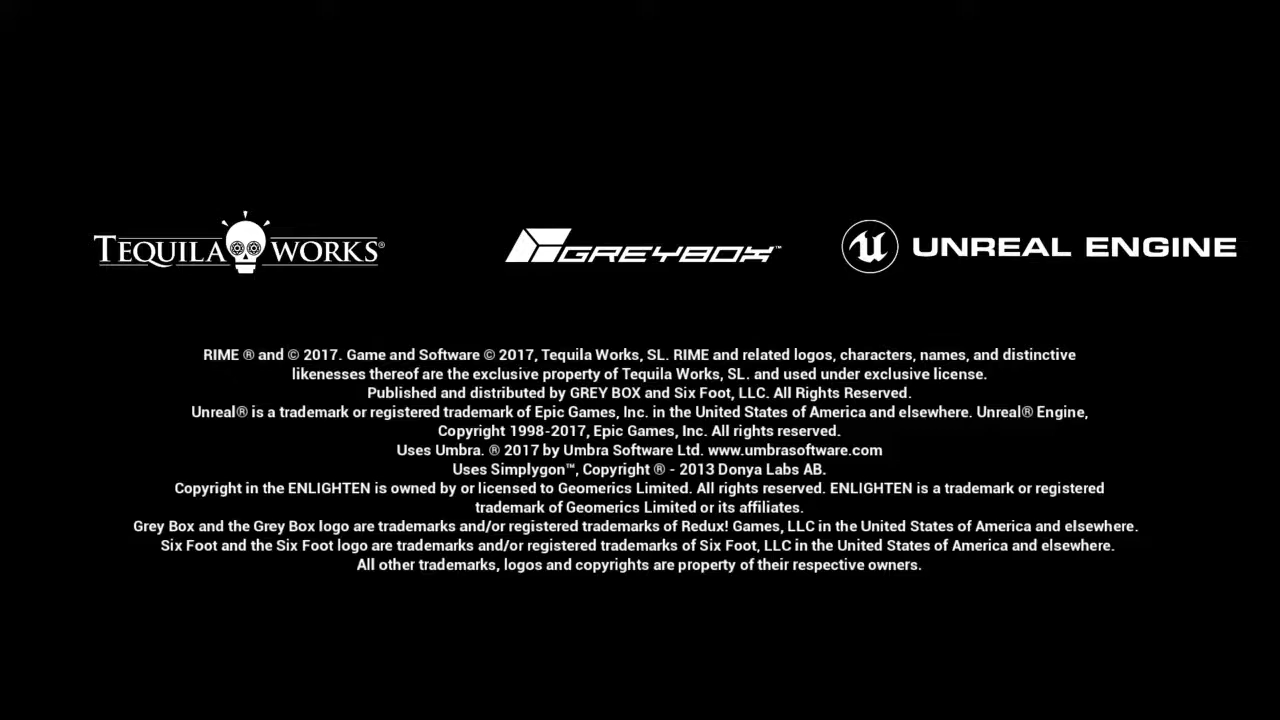 TEQUILA WORKS®
GREYBOX™
UNREAL ENGINE
RIME ® and © 2017. Game and Software © 2017, Tequila Works, SL. RIME and related logos, characters, names, and distinctive
likenesses thereof are the exclusive property of Tequila Works, SL. and used under exclusive license.
Published and distributed by GREY BOX and Six Foot, LLC. All Rights Reserved.
Unreal® is a trademark or registered trademark of Epic Games, Inc. in the United States of America and elsewhere. Unreal® Engine,
Copyright 1998-2017, Epic Games, Inc. All rights reserved.
Uses Umbra. ® 2017 by Umbra Software Ltd. www.umbrasoftware.com
Uses Simplygon™, Copyright ® - 2013 Donya Labs AB.
Copyright in the ENLIGHTEN is owned by or licensed to Geomerics Limited. All rights reserved. ENLIGHTEN is a trademark or registered
trademark of Geomerics Limited or its affiliates.
Grey Box and the Grey Box logo are trademarks and/or registered trademarks of Redux! Games, LLC in the United States of America and elsewhere.
Six Foot and the Six Foot logo are trademarks and/or registered trademarks of Six Foot, LLC in the United States of America and elsewhere.
All other trademarks, logos and copyrights are property of their respective owners.